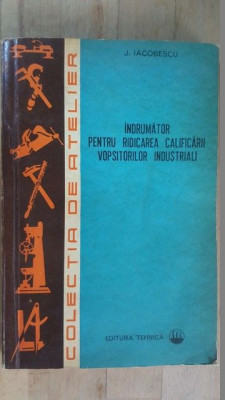 J. IACOBESCU
ÎNDRUMĂTOR
PENTRU RIDICAREA CALIFICĂRII
VOPSITORILOR INDUSTRIALI
COLECȚIA DE ATELIER
EDITURA TEHNICĂ